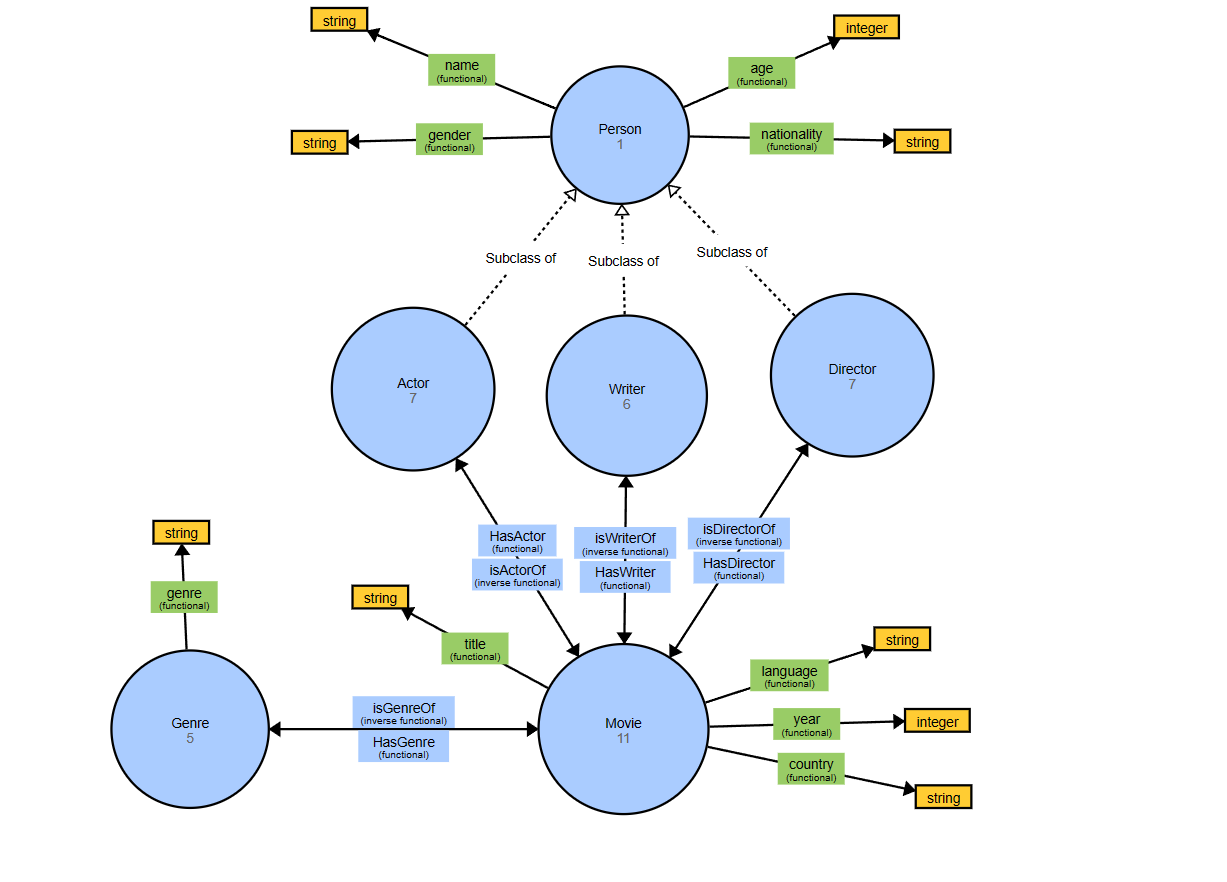 string
integer
name
(functional)
age
(functional)
Person
1
gender
(functional)
string
nationality
(functional)
string
Subclass of
Subclass of
Subclass of
Actor
7
Writer
6
Director
7
HasActor
(functional)
isActorOf
(inverse functional)
isWriterOf
(inverse functional)
HasWriter
(functional)
isDirectorOf
(inverse functional)
HasDirector
(functional)
string
genre
(functional)
string
title
(functional)
string
language
(functional)
isGenreOf
(inverse functional)
HasGenre
(functional)
Genre
5
Movie
11
year
(functional)
integer
country
(functional)
string